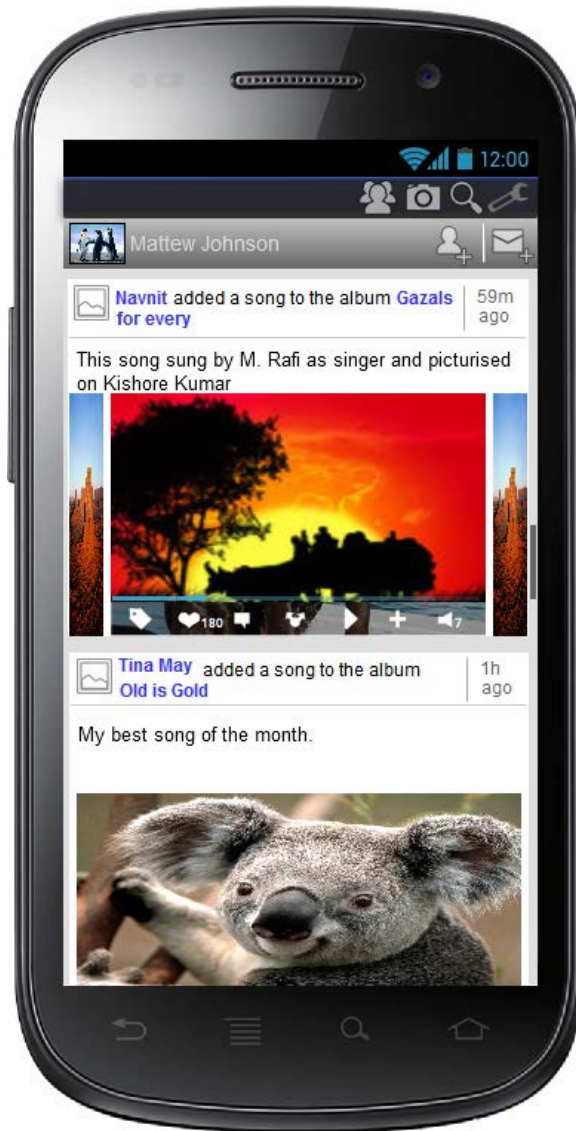 12:00
Mattew Johnson
Navnit added a song to the album Gazals
for every
59m
ago
This song sung by M. Rafi as singer and picturised
on Kishore Kumar
180
7
Tina May added a song to the album
Old is Gold
1h
ago
My best song of the month.